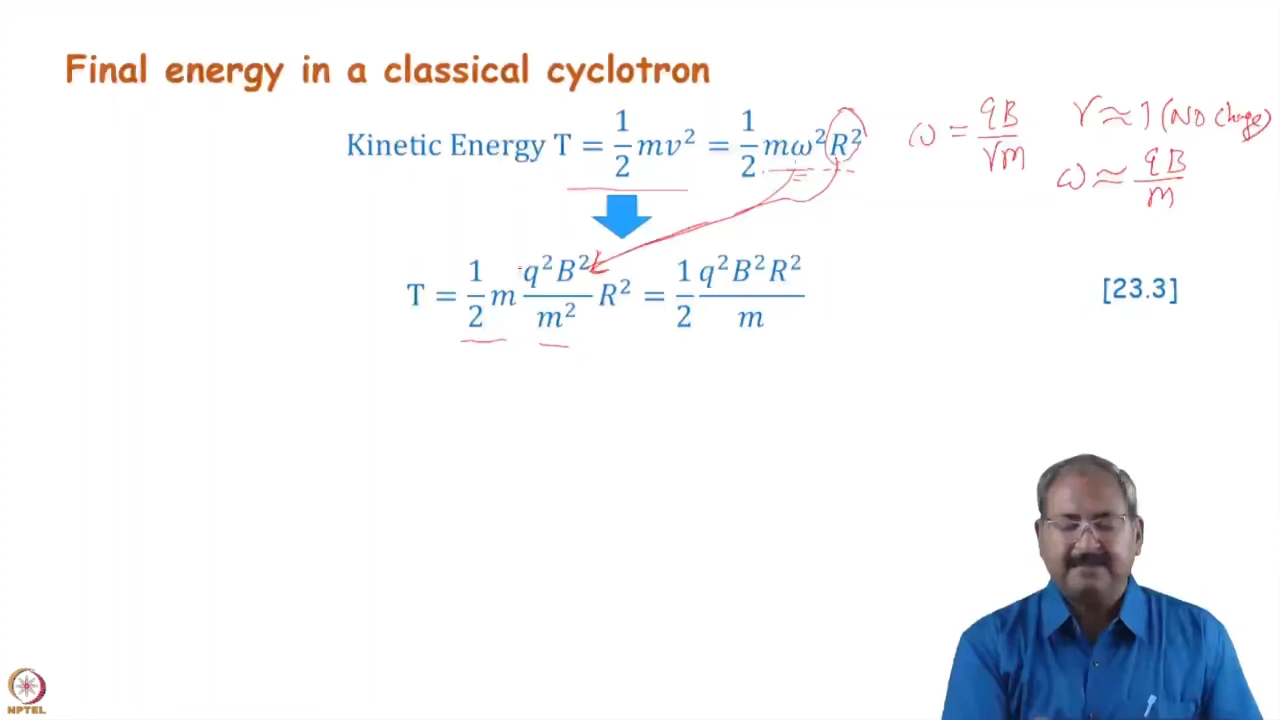 Final energy in a classical cyclotron
Kinetic Energy T = 1/2 mv² = 1/2 mω²R²
ω = qB/γm
γ ≈ 1 (No change)
ω ≈ qB/m
T = 1/2 m q²B²/m² R² = 1/2 q²B²R²/m
[23.3]
NPTEL